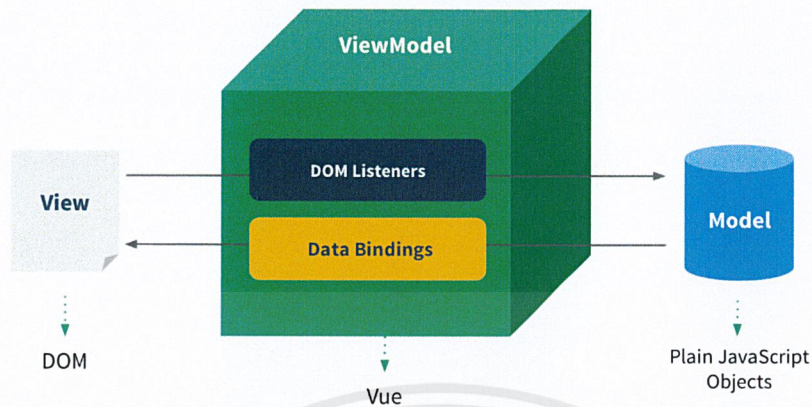 ViewModel
DOM Listeners
View
Model
Data Bindings
DOM
Plain JavaScript
Objects
Vue